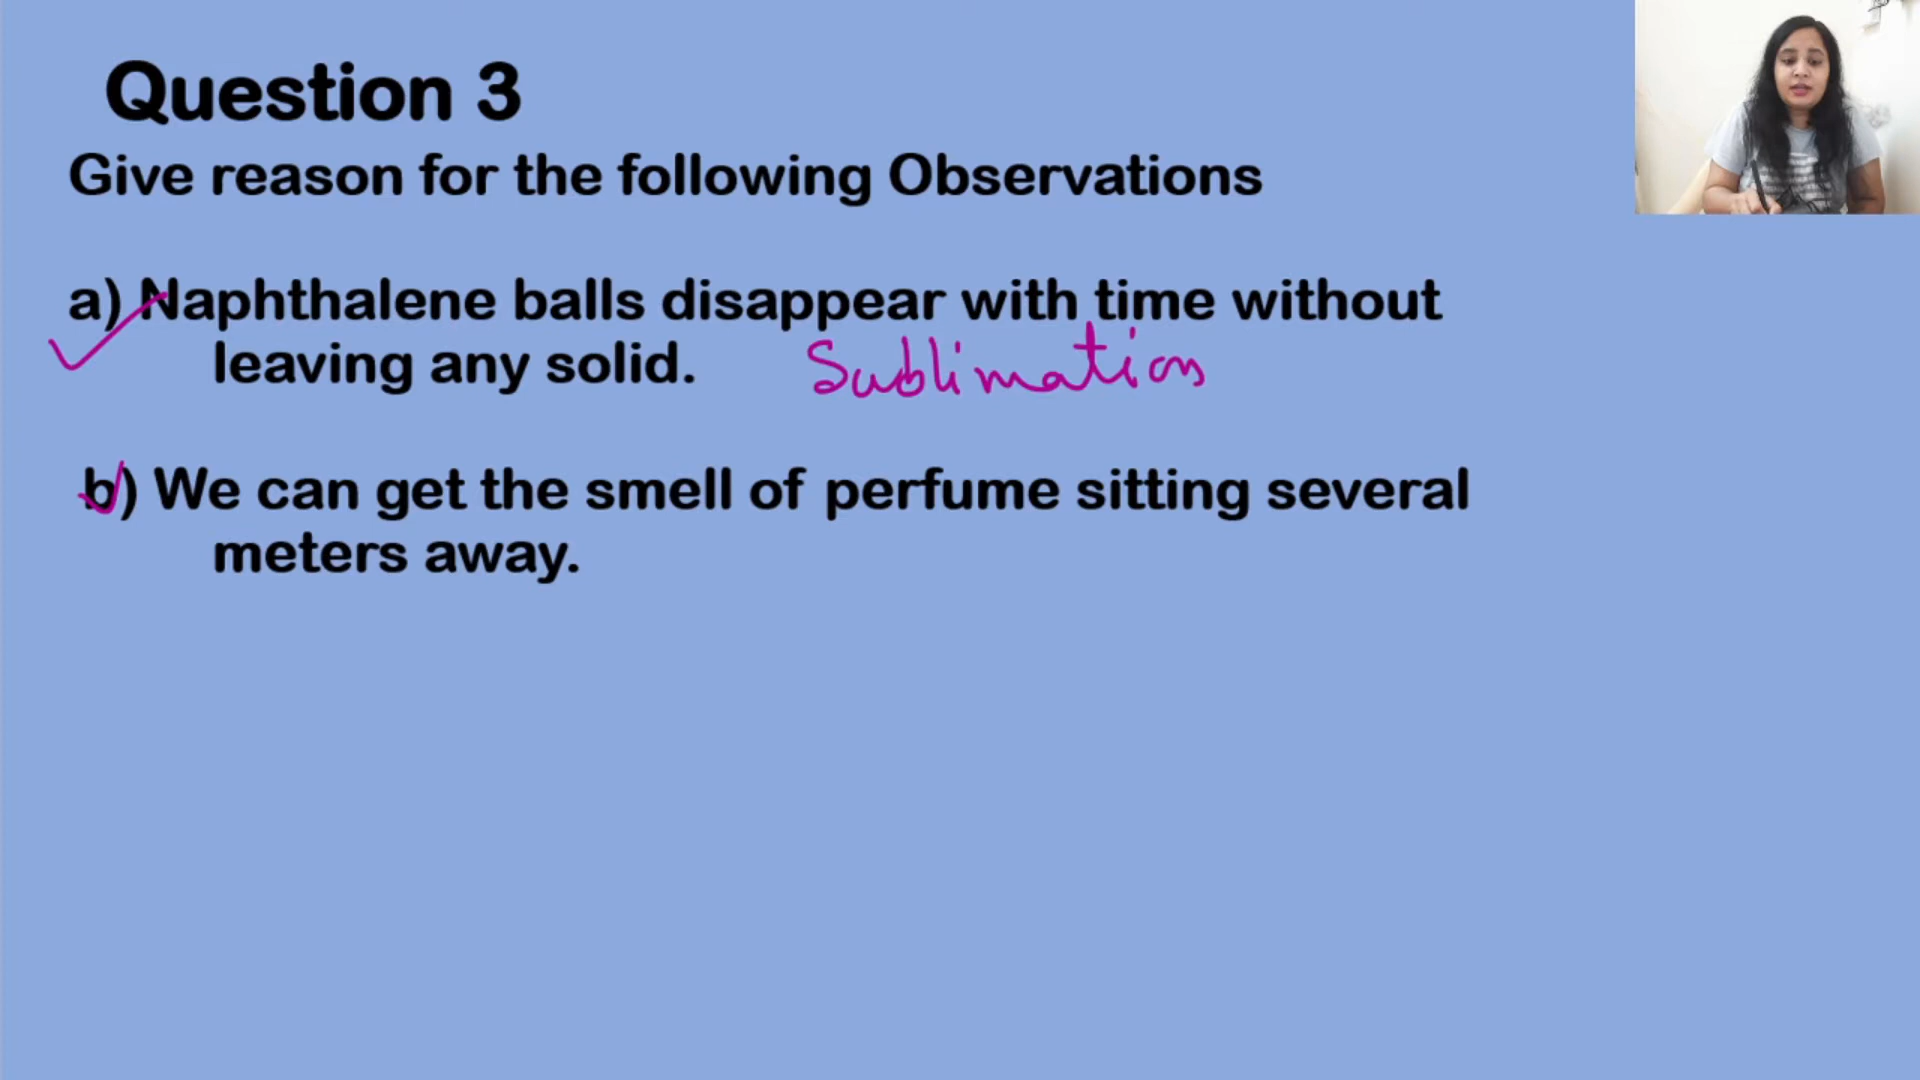 Question 3
Give reason for the following Observations
a) Naphthalene balls disappear with time without
leaving any solid.
Sublimation
b) We can get the smell of perfume sitting several
meters away.